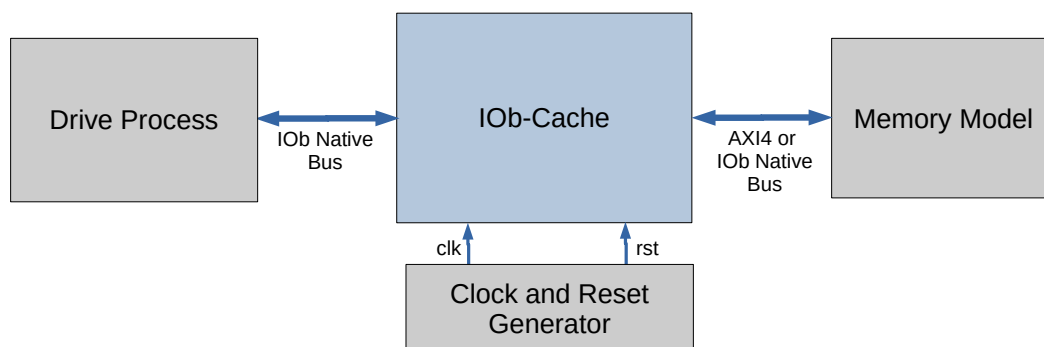 Drive Process
IOb Native
Bus
IOb-Cache
AXI4 or
IOb Native
Bus
Memory Model
clk
rst
Clock and Reset
Generator